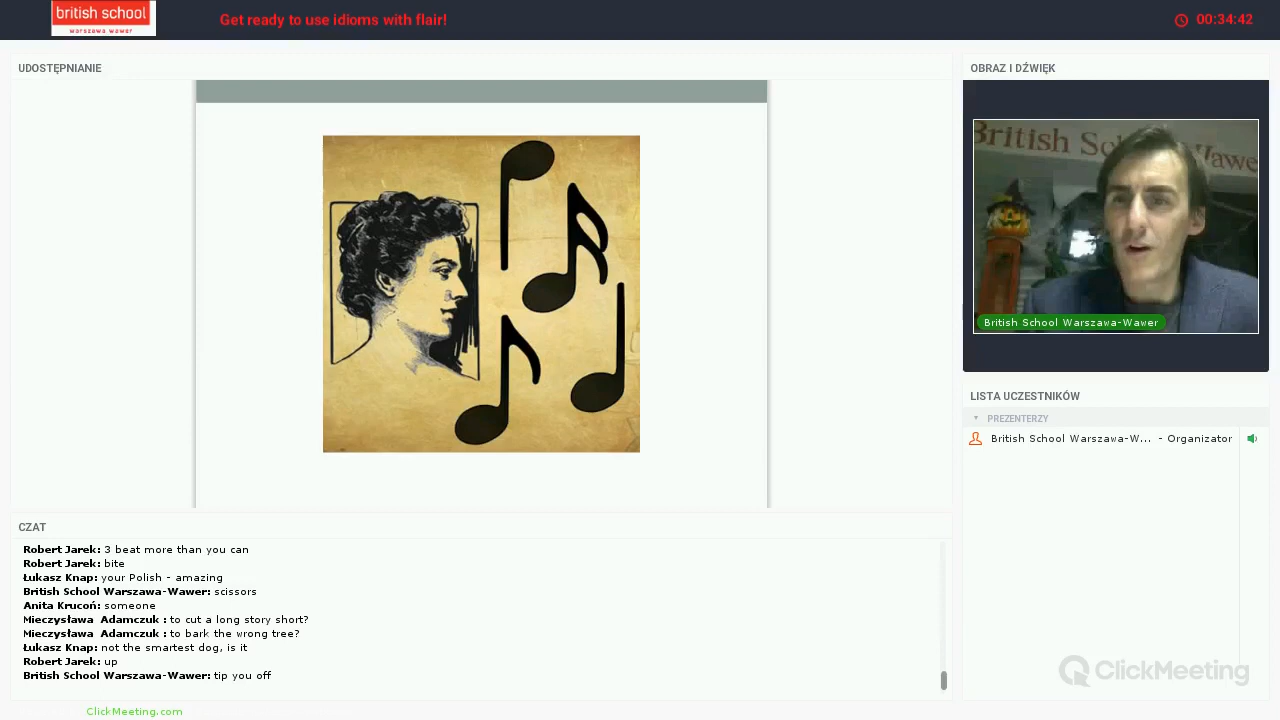 british school
warszawa wawer
Get ready to use idioms with flair!
00:34:42
UDOSTĘPNIANIE
OBRAZ I DŹWIĘK
British School Wawe
British School Warszawa-Wawer
LISTA UCZESTNIKÓW
PREZENTERZY
British School Warszawa-W... - Organizator
CZAT
Robert Jarek: 3 beat more than you can
Robert Jarek: bite
Łukasz Knap: your Polish - amazing
British School Warszawa-Wawer: scissors
Anita Krucoń: someone
Mieczysława Adamczuk : to cut a long story short?
Mieczysława Adamczuk : to bark the wrong tree?
Łukasz Knap: not the smartest dog, is it
Robert Jarek: up
British School Warszawa-Wawer: tip you off
ClickMeeting
ClickMeeting.com